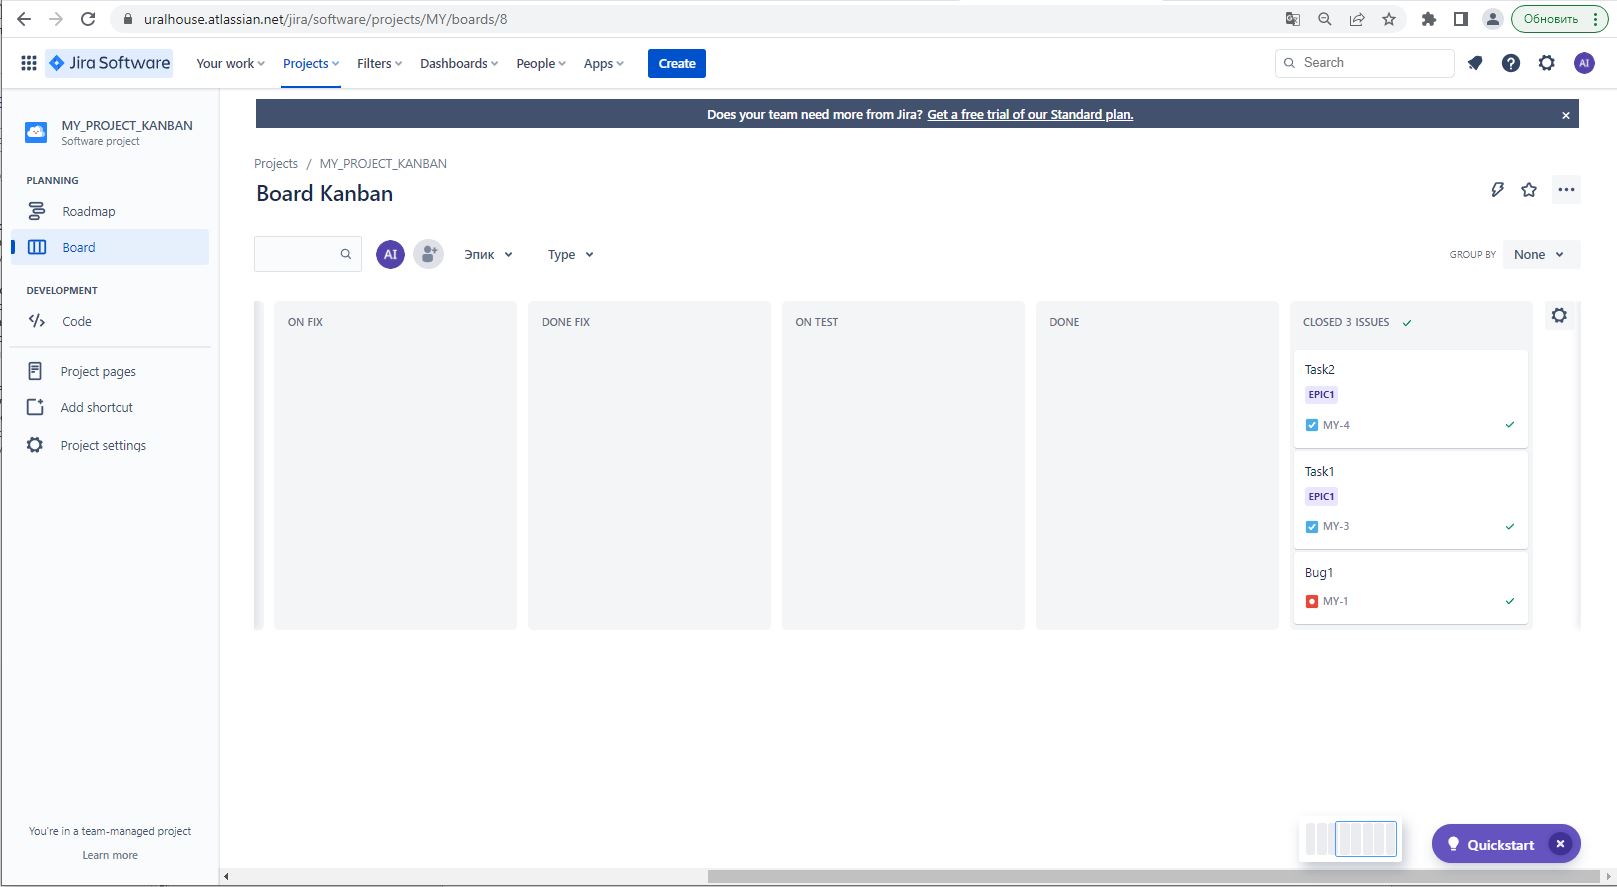 uralhouse.atlassian.net/jira/software/projects/MY/boards/8
Обновить
Jira Software
Your work
Projects
Filters
Dashboards
People
Apps
Create
Search
AI
MY_PROJECT_KANBAN
Software project
Does your team need more from Jira? Get a free trial of our Standard plan.
PLANNING
Roadmap
Board
DEVELOPMENT
Code
Project pages
Add shortcut
Project settings
You're in a team-managed project
Learn more
Projects / MY_PROJECT_KANBAN
Board Kanban
AI
Эпик
Type
GROUP BY
None
ON FIX
DONE FIX
ON TEST
DONE
CLOSED 3 ISSUES
Task2
EPIC1
MY-4
Task1
EPIC1
MY-3
Bug1
MY-1
Quickstart